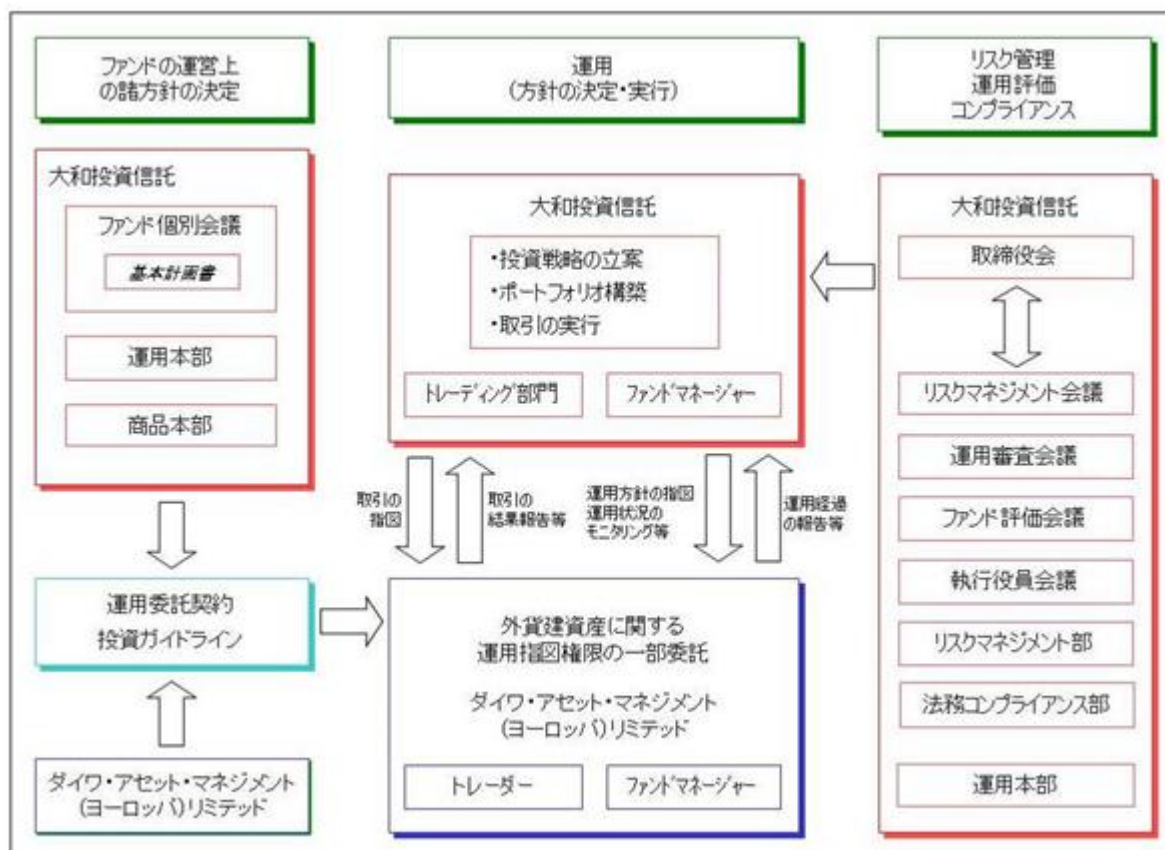 ファンドの運営上
の諸方針の決定
運用
(方針の決定・実行)
リスク管理
運用評価
コンプライアンス
大和投資信託
ファンド個別会議
基本計画書
運用本部
商品本部
大和投資信託
・投資戦略の立案
・ポートフォリオ構築
・取引の実行
トレーディング部門
ファンドマネージャー
大和投資信託
取締役会
リスクマネジメント会議
運用審査会議
ファンド評価会議
執行役員会議
リスクマネジメント部
法務コンプライアンス部
運用本部
取引の
指図
取引の
結果報告等
運用方針の指図
運用状況の
モニタリング等
運用経過
の報告等
運用委託契約
投資ガイドライン
外貨建資産に関する
運用指図権限の一部委託
ダイワ・アセット・マネジメント
(ヨーロッパ)リミテッド
トレーダー
ファンドマネージャー
ダイワ・アセット・マネジメント
(ヨーロッパ)リミテッド